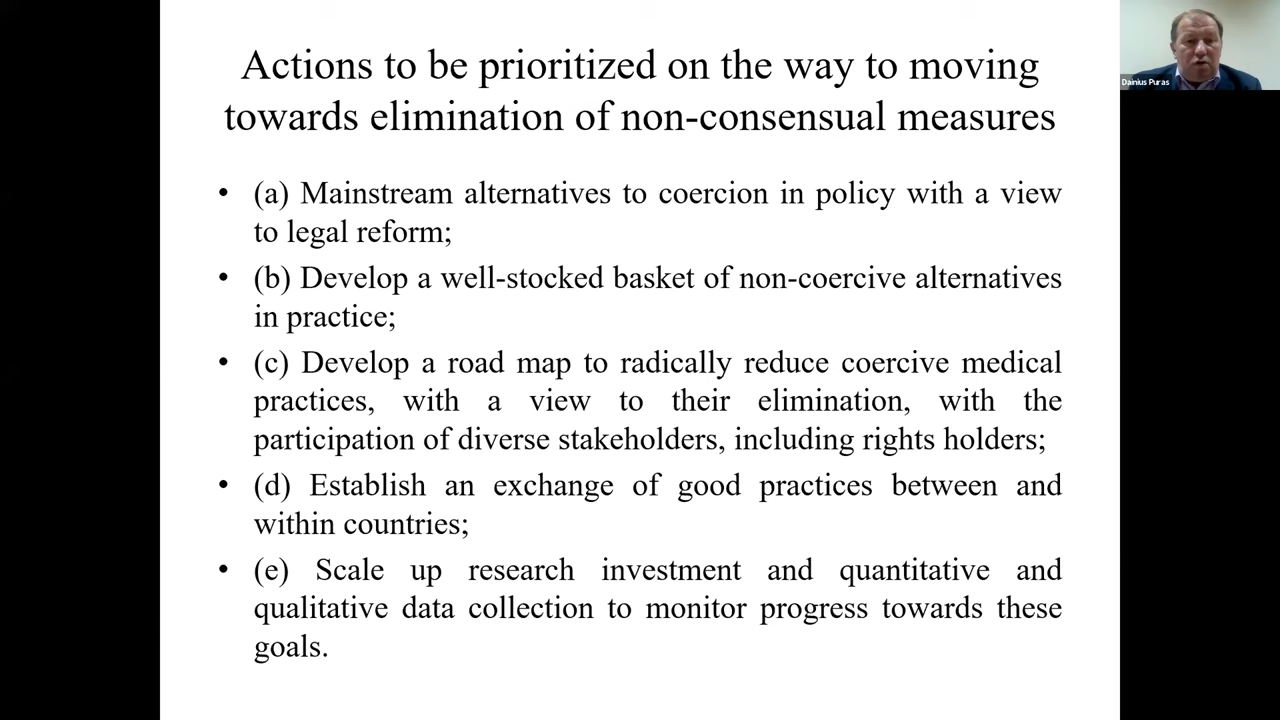 Actions to be prioritized on the way to moving
towards elimination of non-consensual measures
• (a) Mainstream alternatives to coercion in policy with a view
to legal reform;
• (b) Develop a well-stocked basket of non-coercive alternatives
in practice;
• (c) Develop a road map to radically reduce coercive medical
practices, with a view to their elimination, with the
participation of diverse stakeholders, including rights holders;
• (d) Establish an exchange of good practices between and
within countries;
• (e) Scale up research investment and quantitative and
qualitative data collection to monitor progress towards these
goals.
Dainius Puras